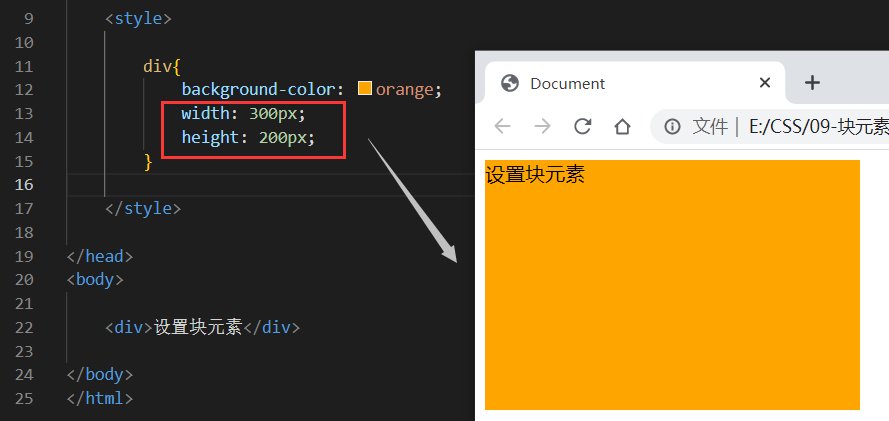 9 <style>
10
11 div{
12 background-color: orange;
13 width: 300px;
14 height: 200px;
15 }
16
17 </style>
18
19 </head>
20 <body>
21
22 <div>设置块元素</div>
23
24 </body>
25 </html>
Document
文件 | E:/CSS/09-块元素
设置块元素